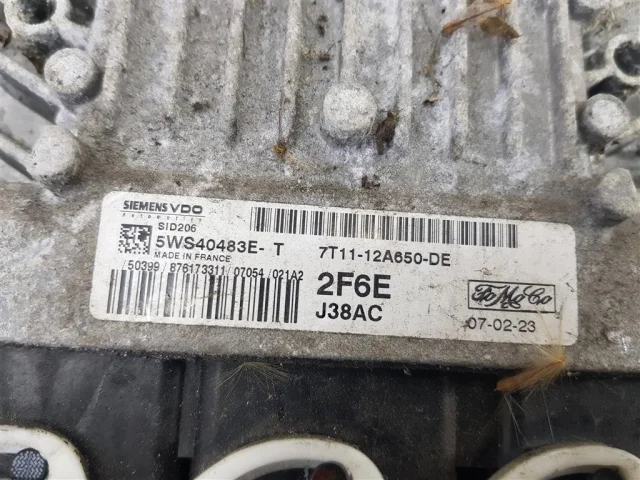 SIEMENS VDO
Automotive
SID206
5WS40483E- T
MADE IN FRANCE
/50399 /876173311/07054 /021A2
7T11-12A650-DE
2F6E
J38AC
FoMoCo
07-02-23